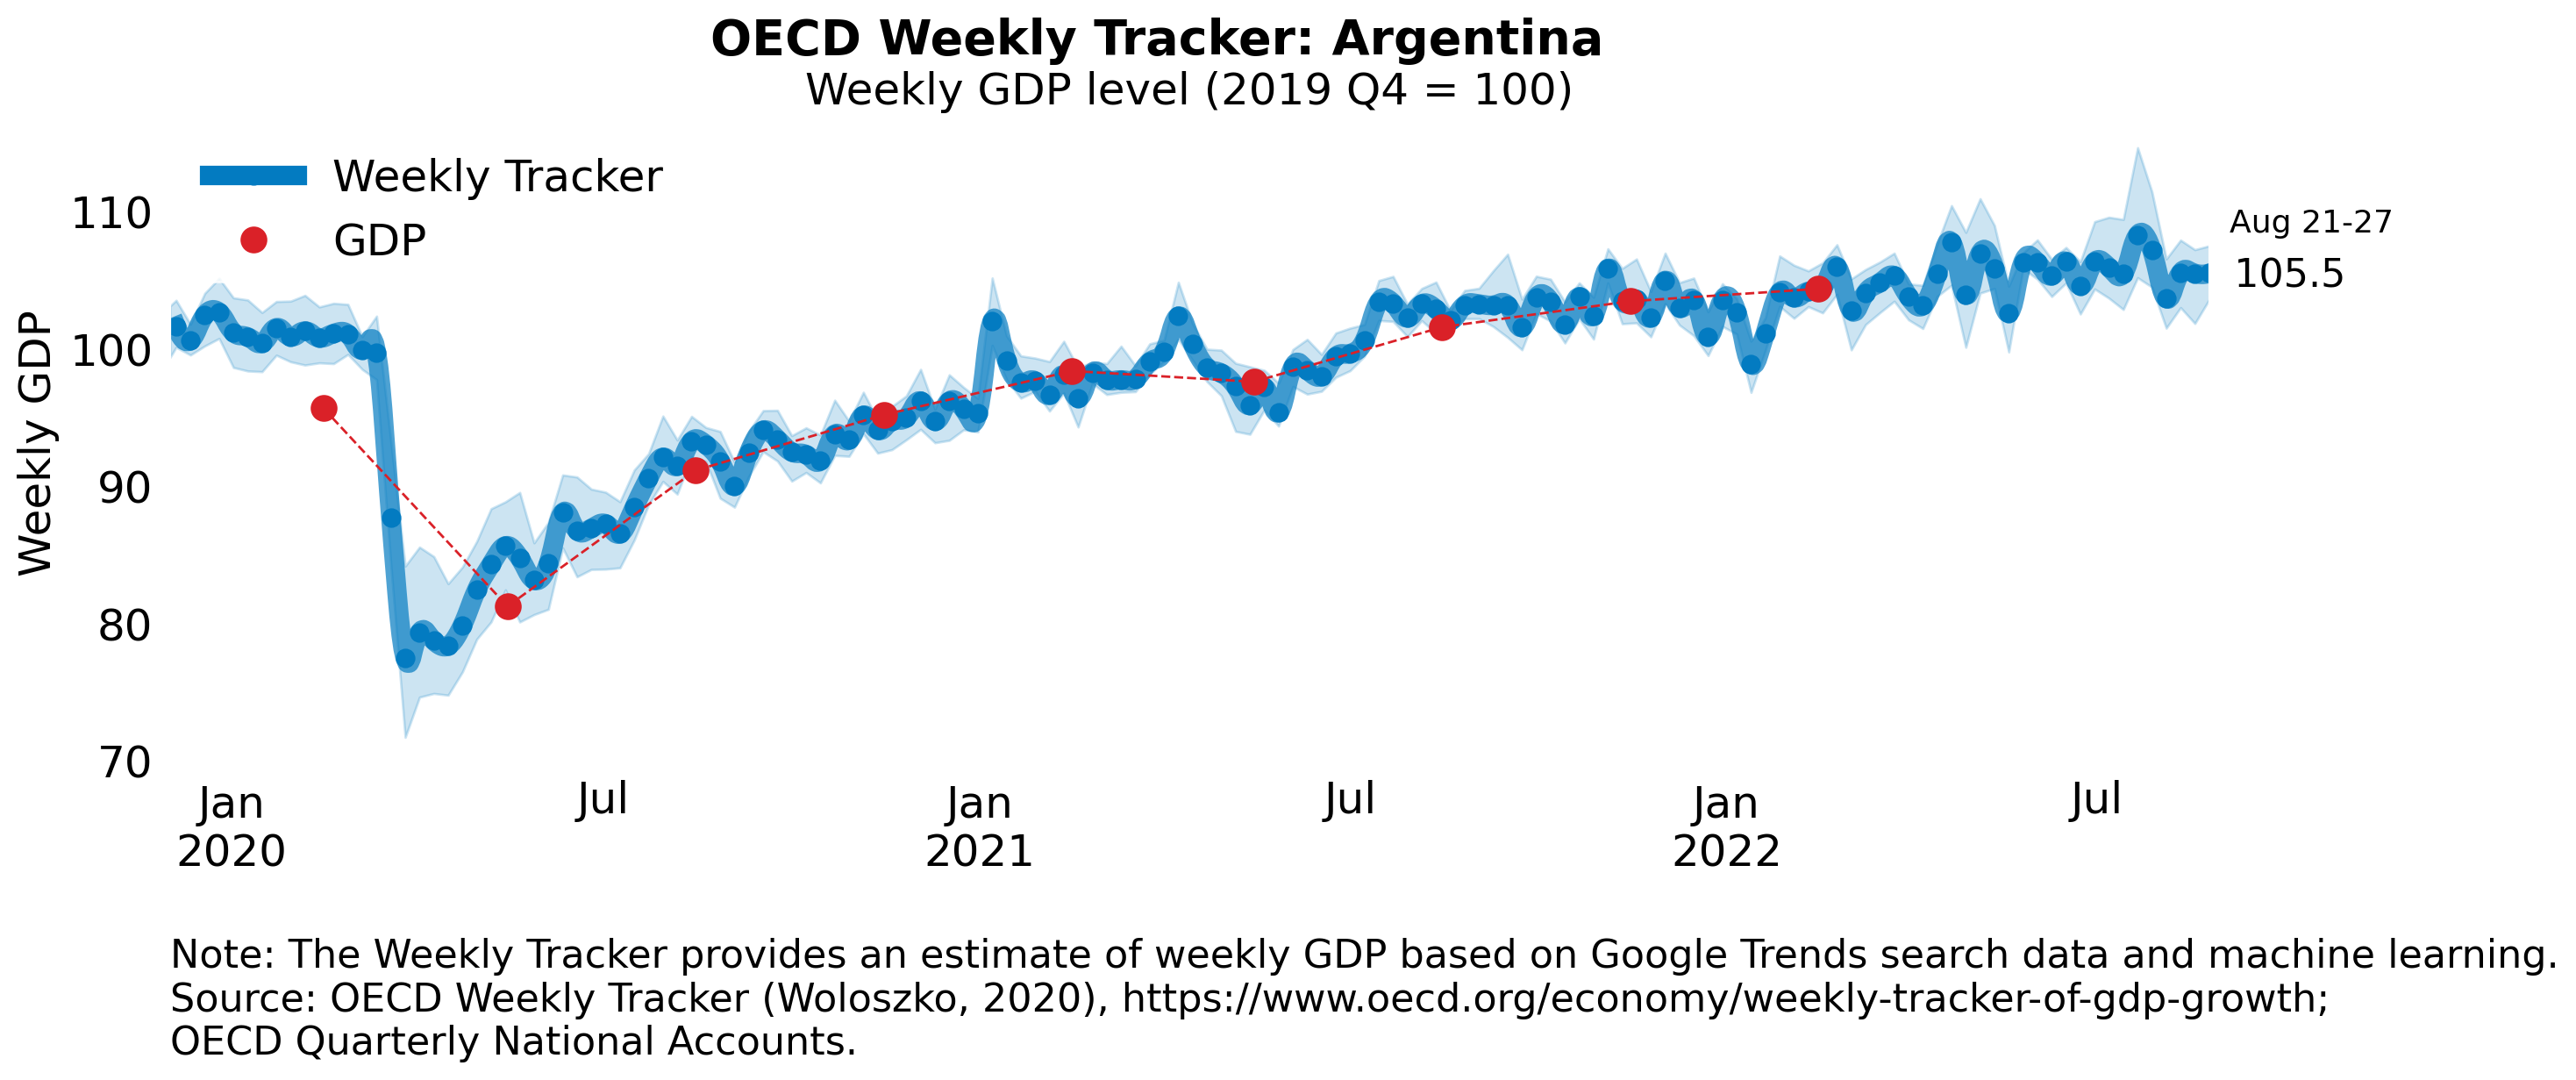 OECD Weekly Tracker: Argentina
Weekly GDP level (2019 Q4 = 100)
Weekly Tracker
GDP
Weekly GDP
110
100
90
80
70
Aug 21-27
105.5
Jan
2020
Jul
Jan
2021
Jul
Jan
2022
Jul
Note: The Weekly Tracker provides an estimate of weekly GDP based on Google Trends search data and machine learning.
Source: OECD Weekly Tracker (Woloszko, 2020), https://www.oecd.org/economy/weekly-tracker-of-gdp-growth;
OECD Quarterly National Accounts.